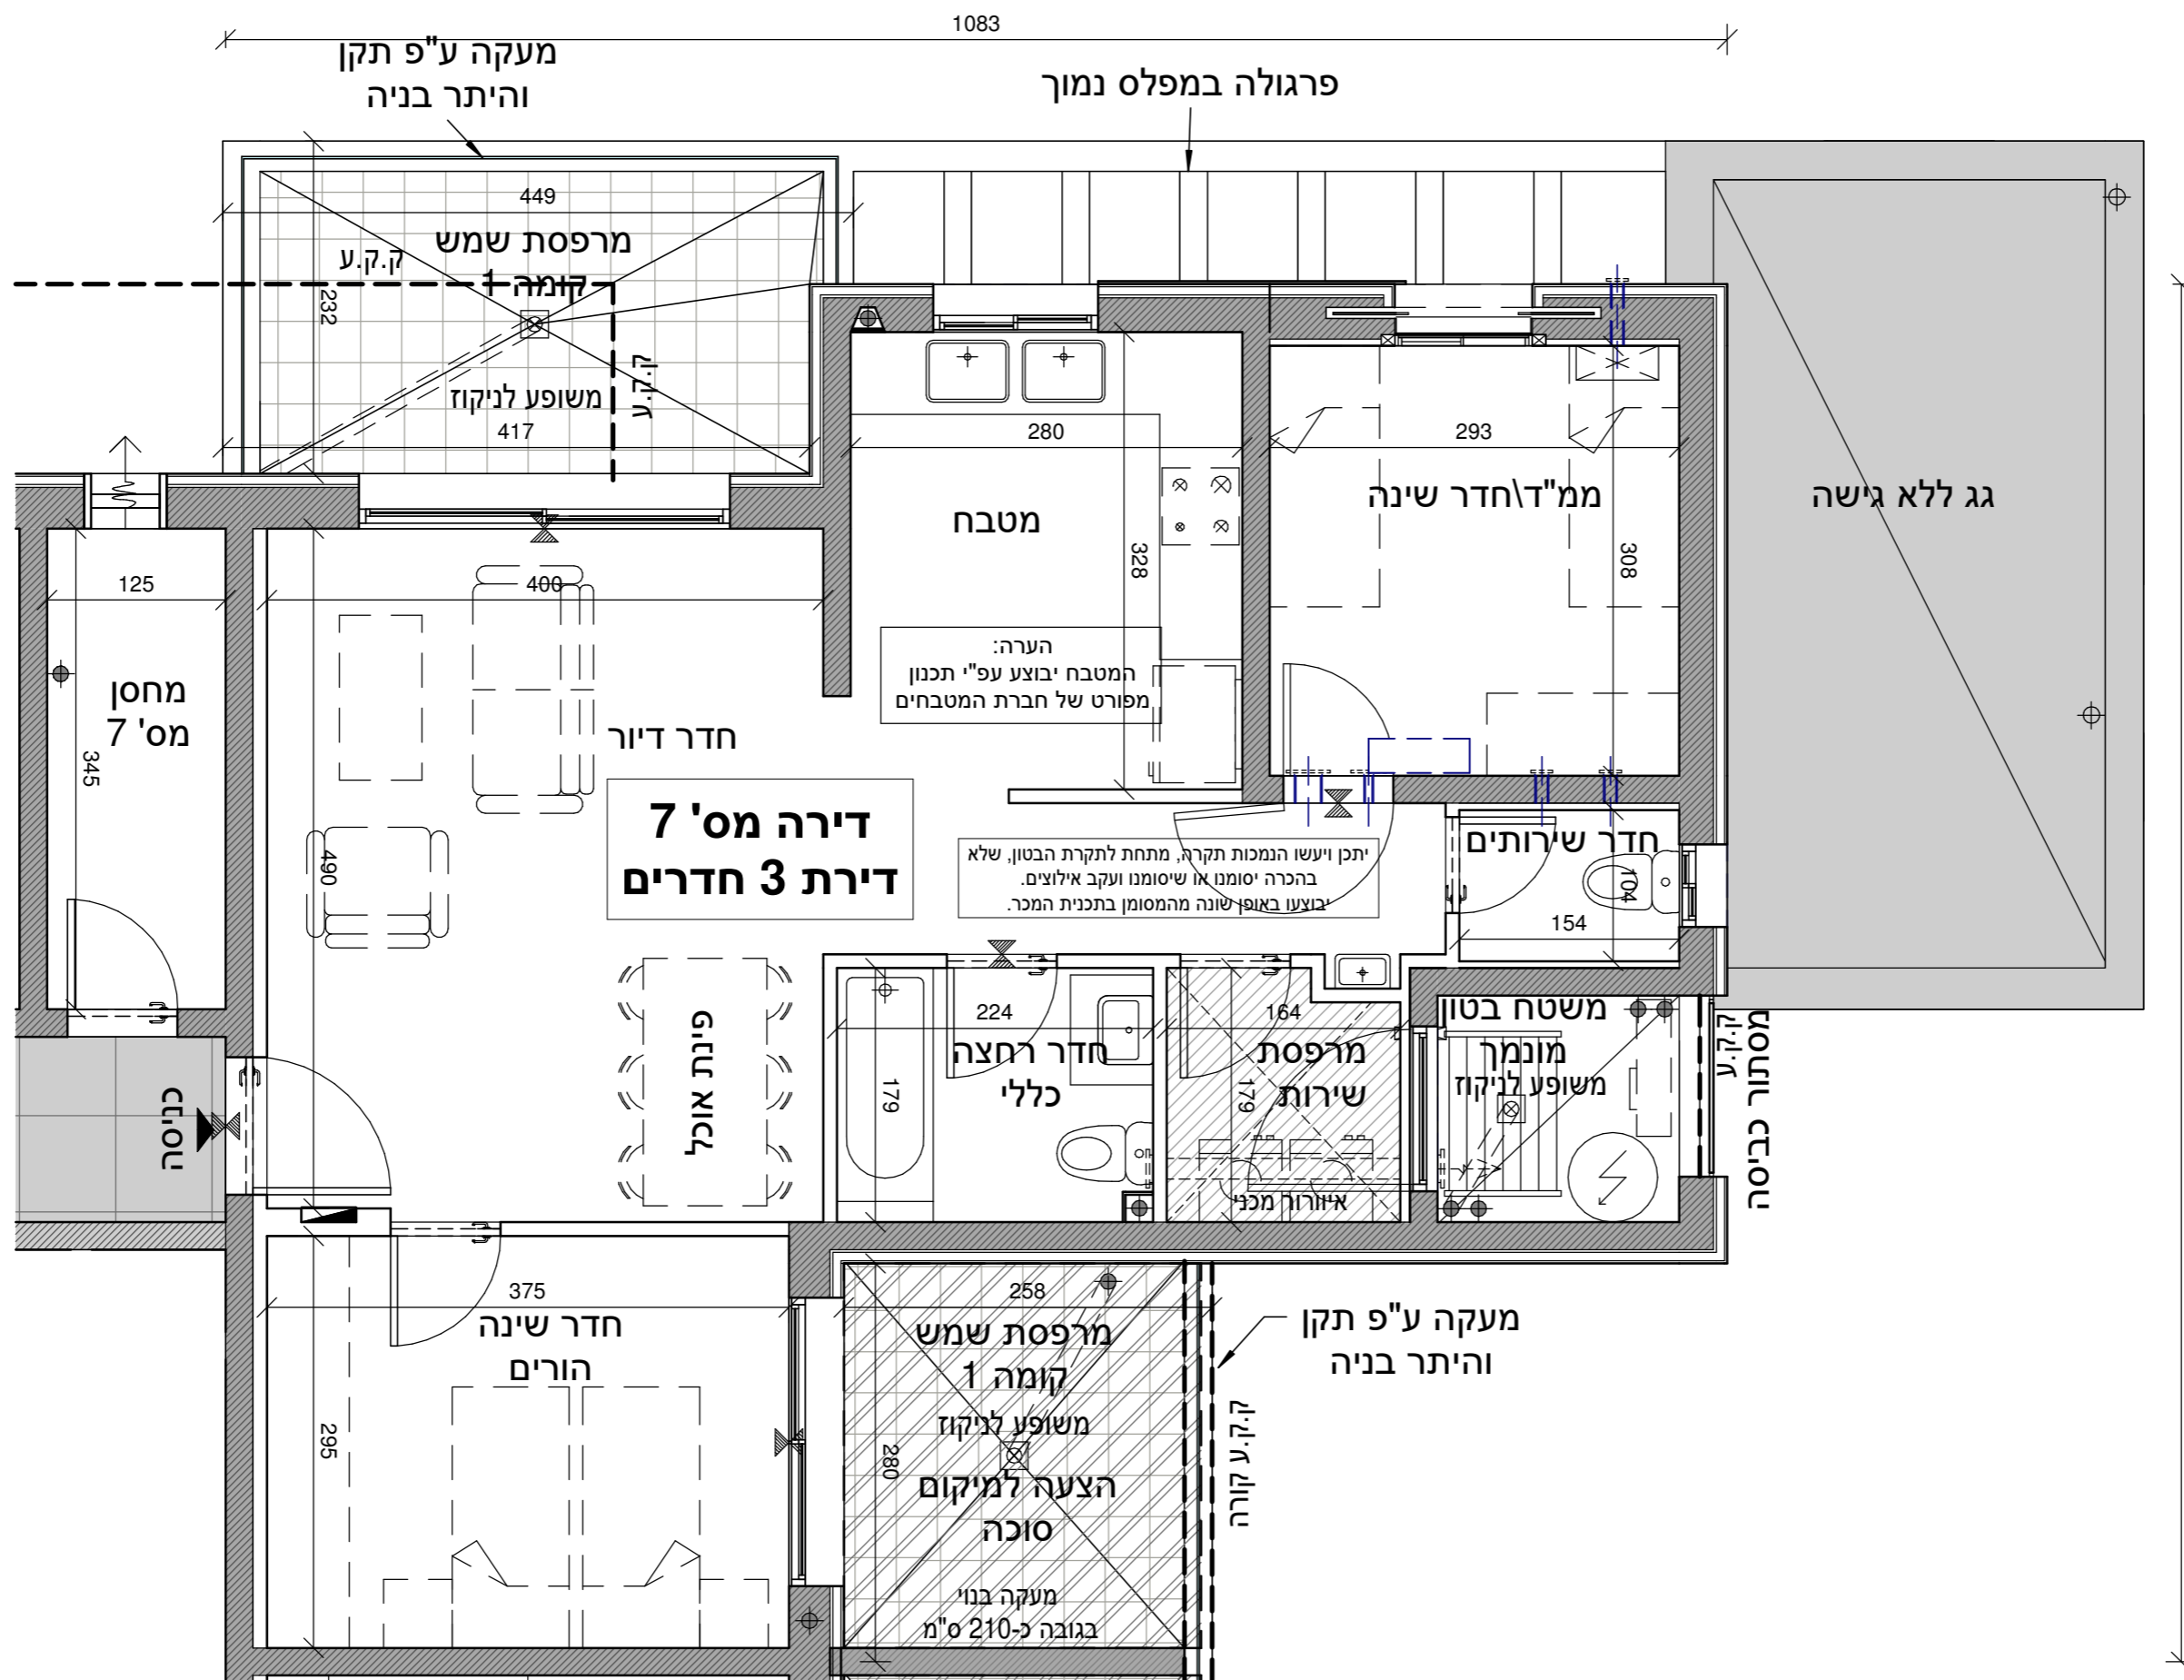 1083
מעקה ע"פ תקן
והיתר בניה
פרגולה במפלס נמוך
449
מרפסת שמש
קומה 1
ק.ק.ע
232
ק.ק.ע
משופע לניקוז
417
280
293
ממ"ד\חדר שינה
גג ללא גישה
מטבח
328
308
125
400
מחסן
מס' 7
345
הערה:
המטבח יבוצע עפ"י תכנון
מפורט של חברת המטבחים
חדר דיור
דירה מס' 7
דירת 3 חדרים
490
יתכן ויעשו הנמכות תקרה, מתחת לתקרת הבטון, שלא
בהכרה יסומנו או שיסומנו ועקב אילוצים.
יבוצעו באופן שונה מהמסומן בתכנית המכר.
חדר שירותים
104
154
פינת אוכל
224
חדר רחצה
כללי
179
164
מרפסת
שירות
179
איוורור מכני
משטח בטון
מונמך
משופע לניקוז
ק.ק.ע
מסתור כביסה
כניסה
375
חדר שינה
הורים
295
258
מרפסת שמש
קומה 1
משופע לניקוז
280
הצעה למיקום
סוכה
מעקה בנוי
בגובה כ-210 ס"מ
מעקה ע"פ תקן
והיתר בניה
ק.ק.ע קורה